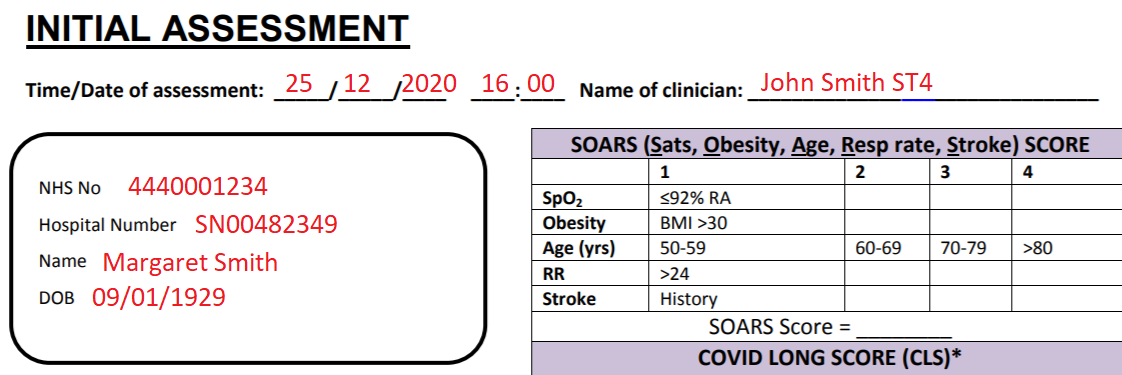 INITIAL ASSESSMENT
Time/Date of assessment: 25/12/2020 16:00 Name of clinician: John Smith ST4
NHS No 4440001234
Hospital Number SN00482349
Name Margaret Smith
DOB 09/01/1929
SOARS (Sats, Obesity, Age, Resp rate, Stroke) SCORE
1 2 3 4
SpO₂ ≤92% RA
Obesity BMI >30
Age (yrs) 50-59 60-69 70-79 >80
RR >24
Stroke History
SOARS Score = ________
COVID LONG SCORE (CLS)*